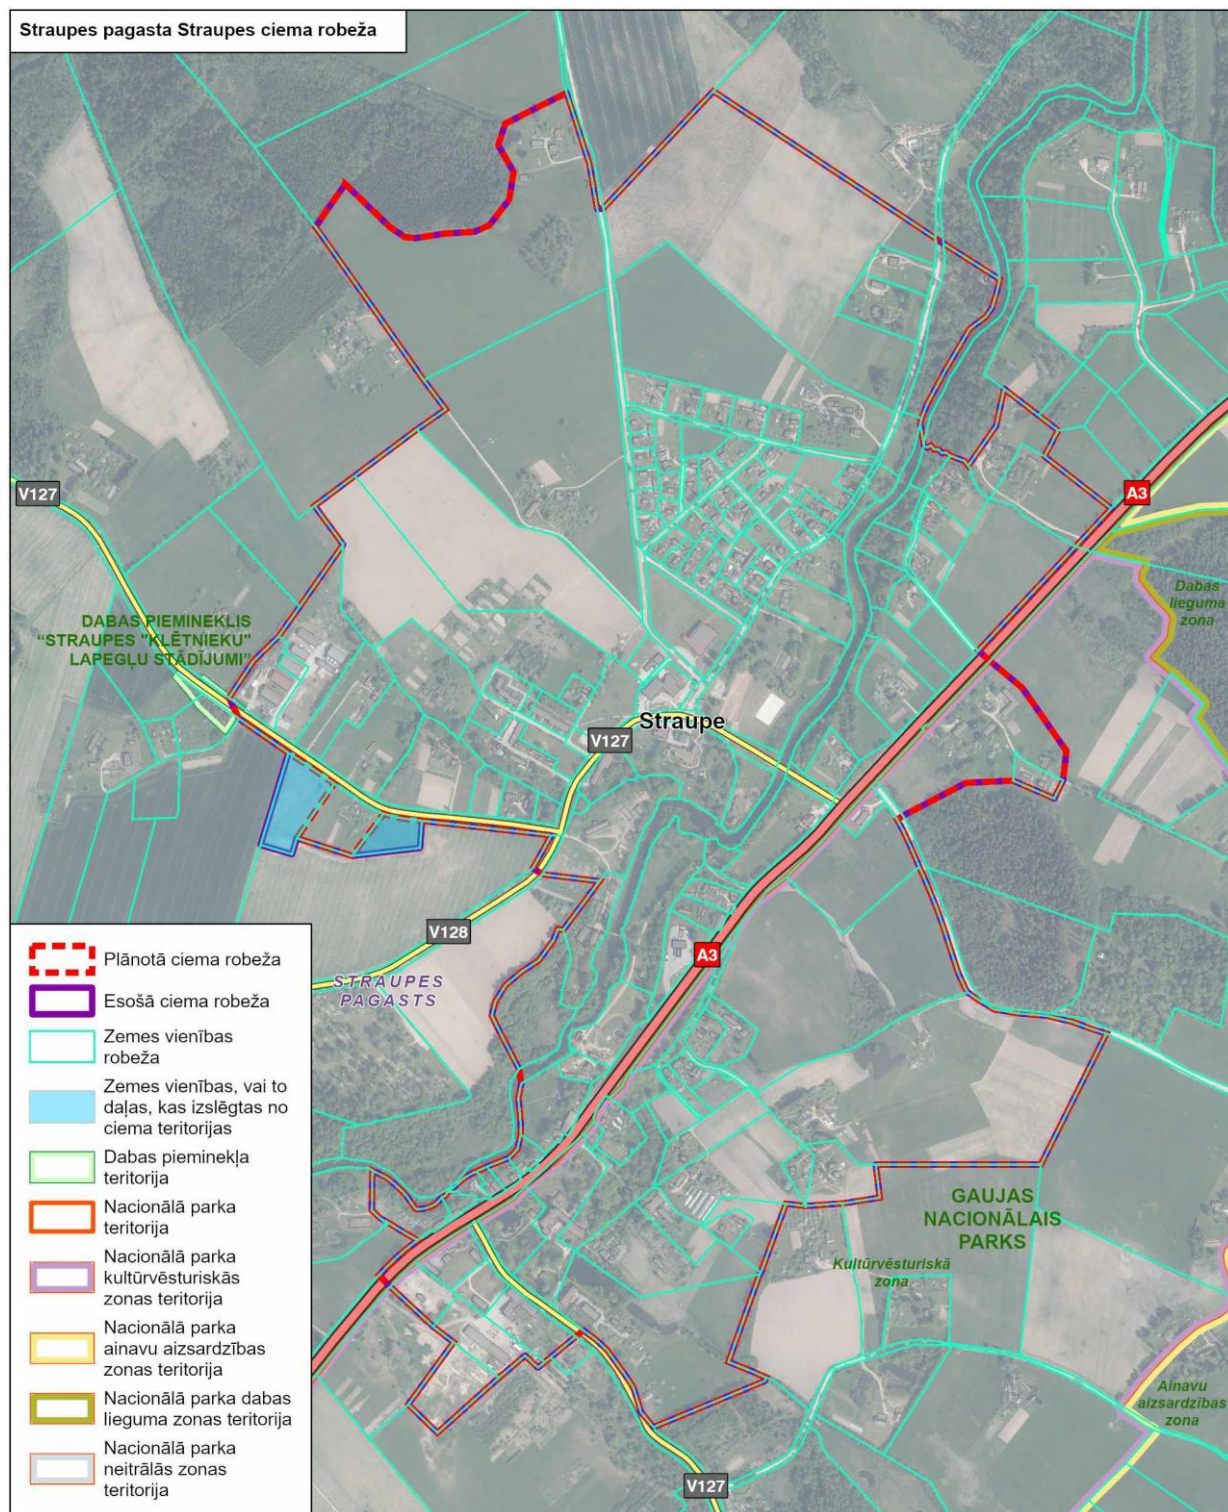 Straupes pagasta Straupes ciema robeža
A3
V127
Dabas
lieguma
zona
DABAS PIEMINEKLIS
“STRAUPES "KLĒTNIEKU"
LAPEGĻU STĀDĪJUMI”
Straupe
V127
V128
A3
STRAUPES
PAGASTS
Plānotā ciema robeža
Esošā ciema robeža
Zemes vienības
robeža
Zemes vienības, vai to
daļas, kas izslēgtas no
ciema teritorijas
Dabas pieminekļa
teritorija
Nacionālā parka
teritorija
Nacionālā parka
kultūrvēsturiskās
zonas teritorija
Nacionālā parka
ainavu aizsardzības
zonas teritorija
Nacionālā parka dabas
lieguma zonas teritorija
Nacionālā parka
neitrālās zonas
teritorija
GAUJAS
NACIONĀLAIS
PARKS
Kultūrvēsturiskā
zona
Ainavu
aizsardzības
zona
V127